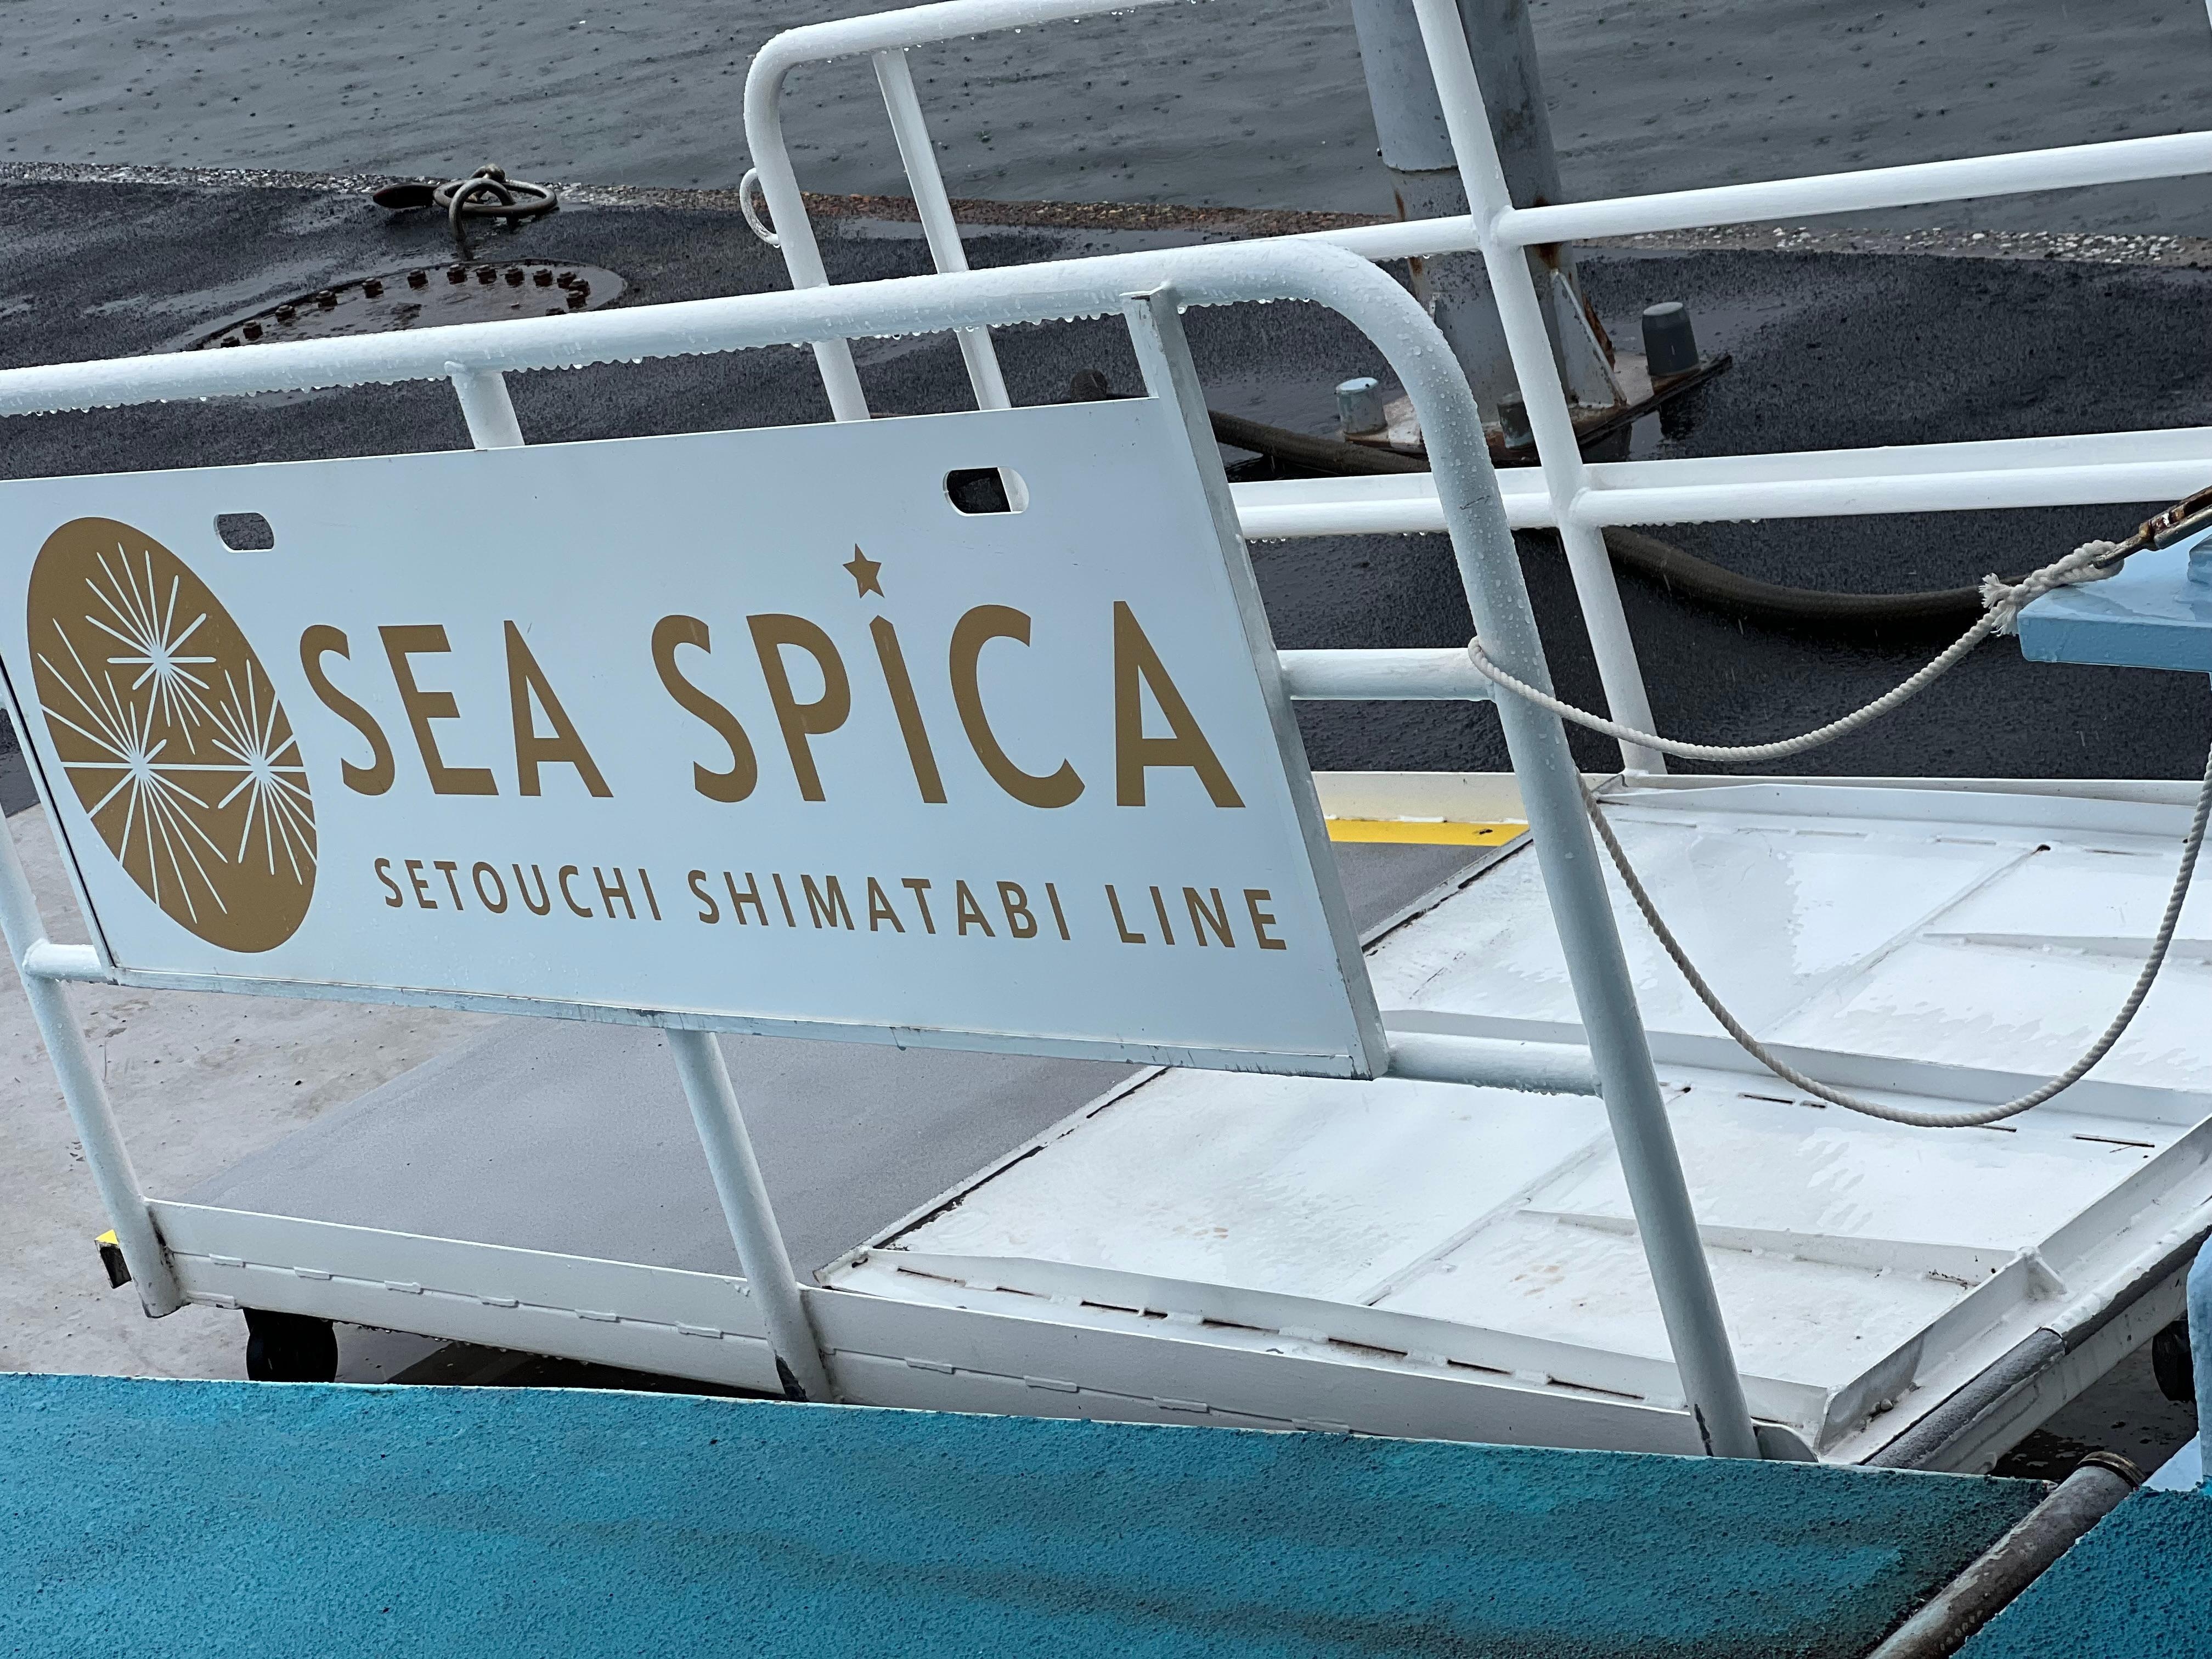 SEA SPICA
SETOUCHI SHIMATABI LINE